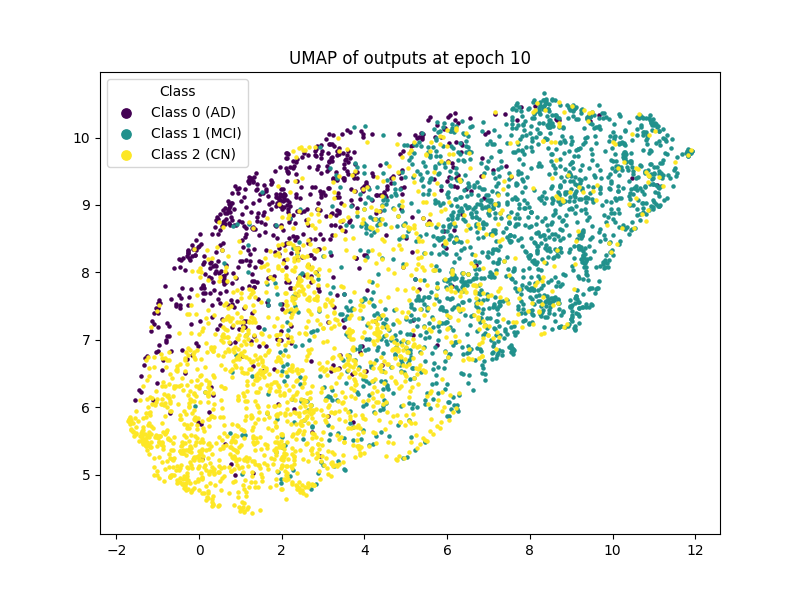 UMAP of outputs at epoch 10
Class
Class 0 (AD)
Class 1 (MCI)
Class 2 (CN)
10
9
8
7
6
5
−2 0 2 4 6 8 10 12